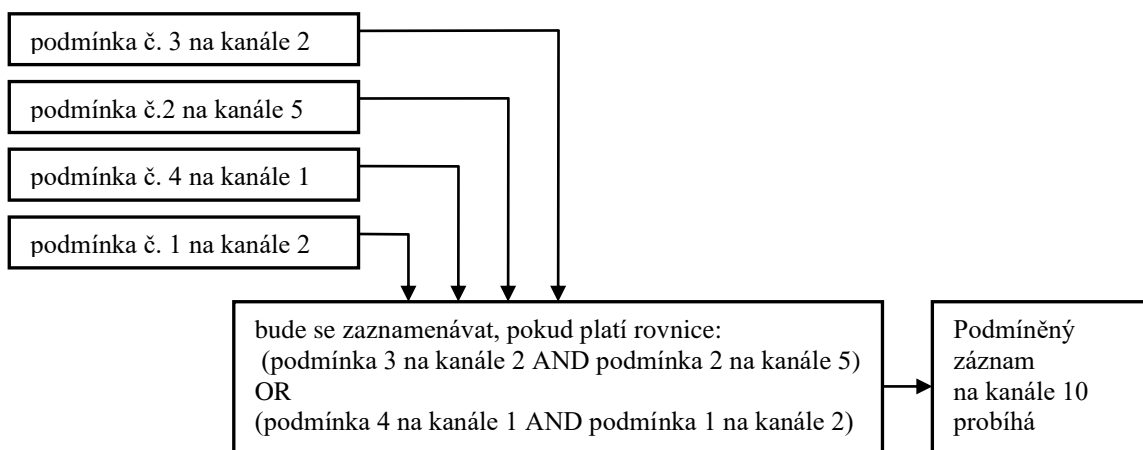 podmínka č. 3 na kanále 2
podmínka č.2 na kanále 5
podmínka č. 4 na kanále 1
podmínka č. 1 na kanále 2
bude se zaznamenávat, pokud platí rovnice:
(podmínka 3 na kanále 2 AND podmínka 2 na kanále 5)
OR
(podmínka 4 na kanále 1 AND podmínka 1 na kanále 2)
Podmíněný
záznam
na kanále 10
probíhá